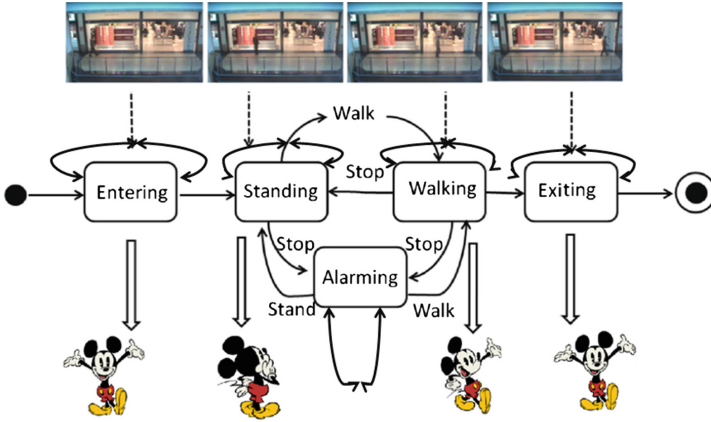 Walk
Stop
Entering
Standing
Walking
Exiting
Stop
Stop
Alarming
Stand
Walk